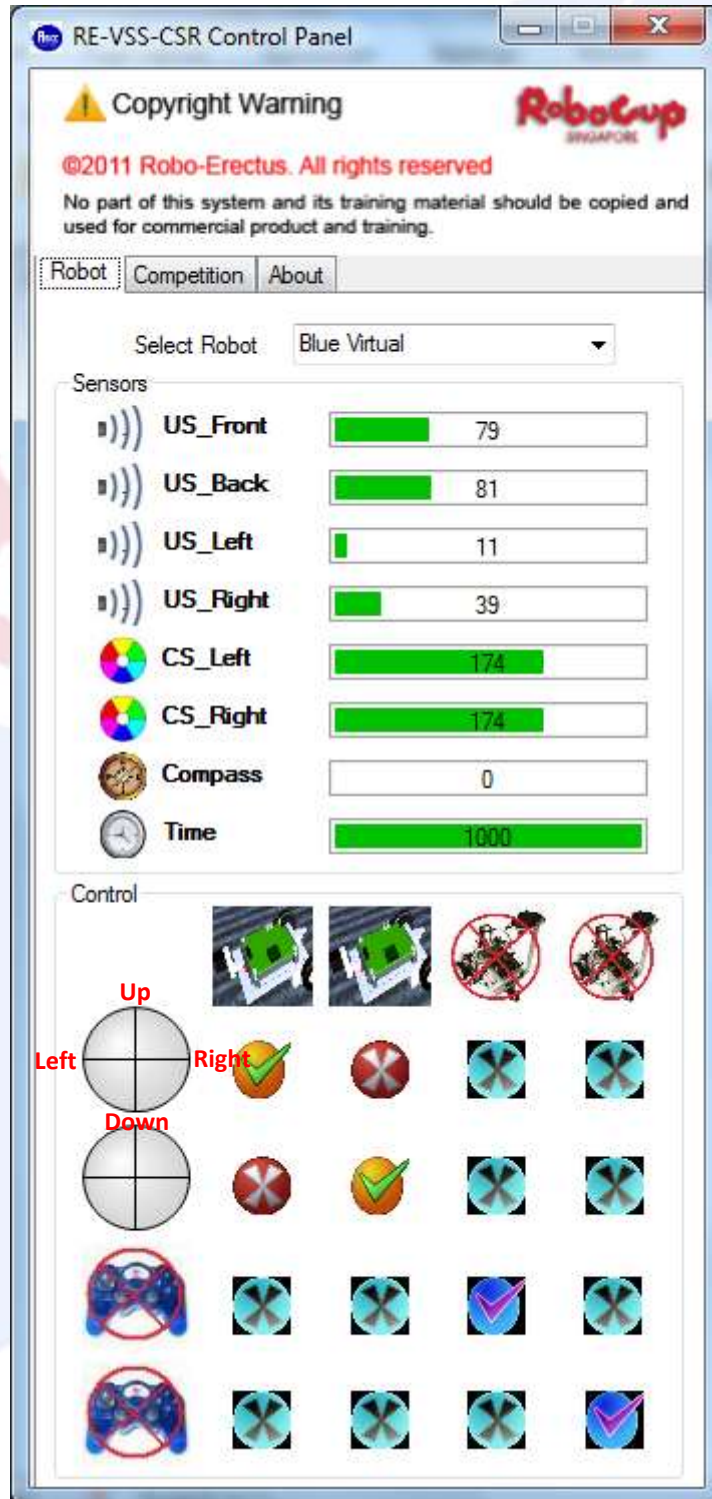 RE-VSS-CSR Control Panel
Copyright Warning
RoboCup
SINGAPORE
©2011 Robo-Erectus. All rights reserved
No part of this system and its training material should be copied and
used for commercial product and training.
Robot Competition About
Select Robot Blue Virtual
Sensors
US_Front 79
US_Back 81
US_Left 11
US_Right 39
CS_Left 174
CS_Right 174
Compass 0
Time 1000
Control
Up
Left Right
Down